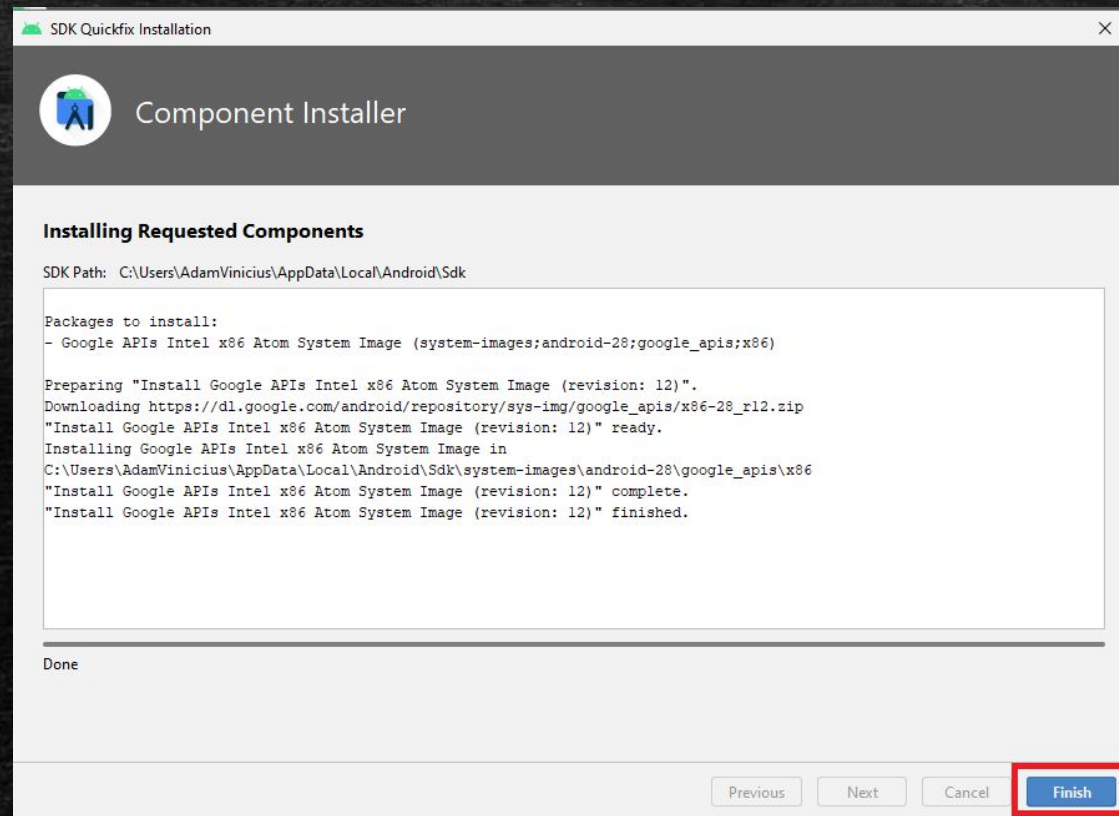 SDK Quickfix Installation
Component Installer
Installing Requested Components
SDK Path: C:\Users\AdamVinicius\AppData\Local\Android\Sdk
Packages to install:
- Google APIs Intel x86 Atom System Image (system-images;android-28;google_apis;x86)
Preparing "Install Google APIs Intel x86 Atom System Image (revision: 12)".
Downloading https://dl.google.com/android/repository/sys-img/google_apis/x86-28_r12.zip
"Install Google APIs Intel x86 Atom System Image (revision: 12)" ready.
Installing Google APIs Intel x86 Atom System Image in
C:\Users\AdamVinicius\AppData\Local\Android\Sdk\system-images\android-28\google_apis\x86
"Install Google APIs Intel x86 Atom System Image (revision: 12)" complete.
"Install Google APIs Intel x86 Atom System Image (revision: 12)" finished.
Done
Previous Next Cancel Finish